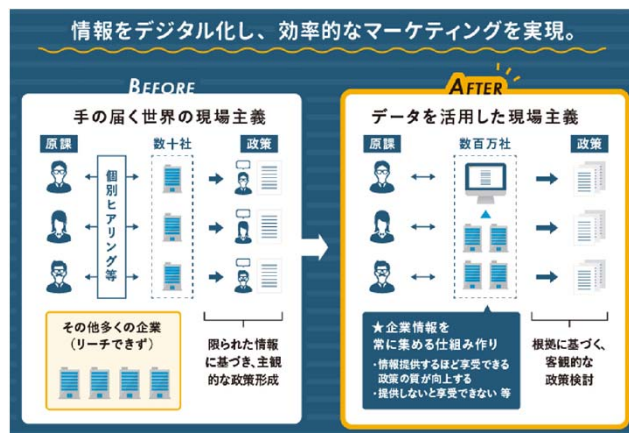 情報をデジタル化し、効率的なマーケティングを実現。
BEFORE
手の届く世界の現場主義
原課
数十社
政策
個別ヒアリング等
その他多くの企業
（リーチできず）
限られた情報
に基づき、主観
的な政策形成
AFTER
データを活用した現場主義
原課
数百万社
政策
★企業情報を
常に集める仕組み作り
・情報提供するほど享受できる
政策の質が向上する
・提供しないと享受できない 等
根拠に基づく、
客観的な
政策検討